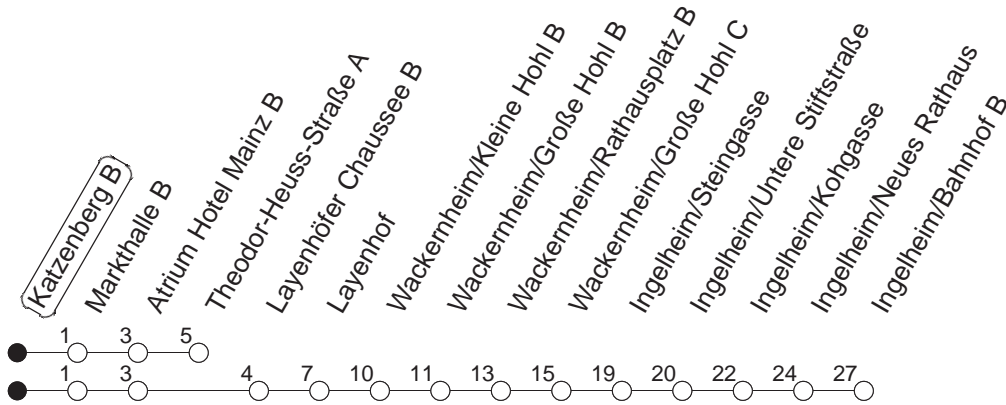 Katzenberg B
Markthalle B
Atrium Hotel Mainz B
Theodor-Heuss-Straße A
Layenhöfer Chaussee B
Layenhof
Wackernheim/Kleine Hohl B
Wackernheim/Große Hohl B
Wackernheim/Rathausplatz B
Wackernheim/Große Hohl C
Ingelheim/Steingasse
Ingelheim/Untere Stiftstraße
Ingelheim/Kohgasse
Ingelheim/Neues Rathaus
Ingelheim/Bahnhof B
1 3 5
1 3 4 7 10 11 13 15 19 20 22 24 27